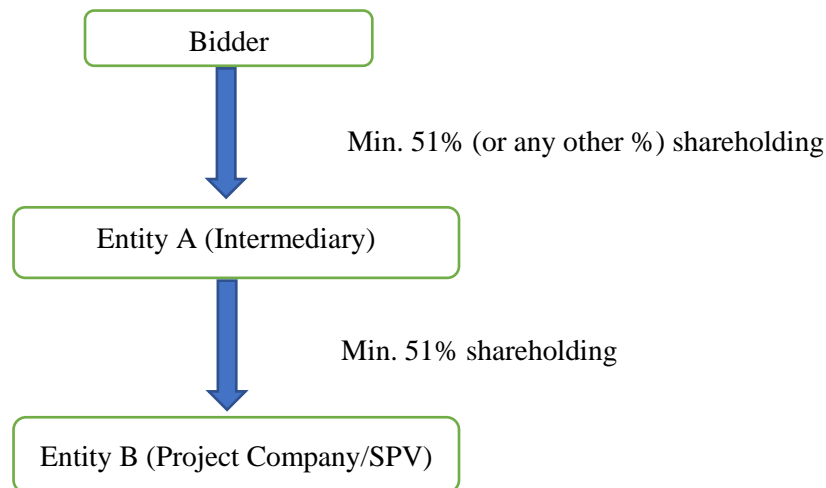 Bidder
Min. 51% (or any other %) shareholding
Entity A (Intermediary)
Min. 51% shareholding
Entity B (Project Company/SPV)